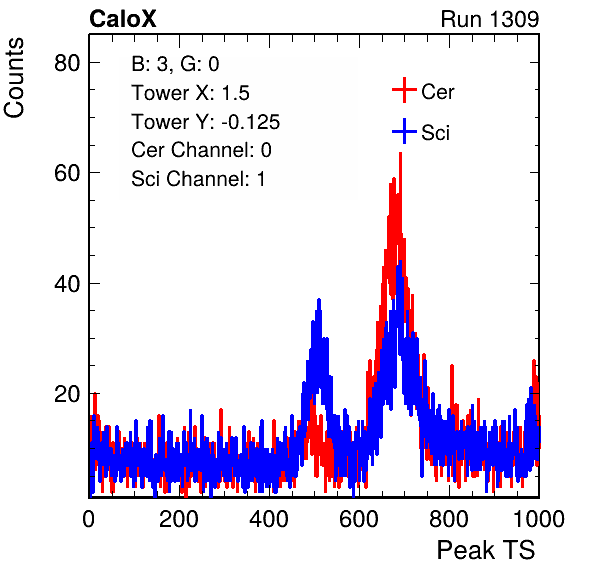 CaloX Run 1309
Counts
B: 3, G: 0
Tower X: 1.5
Tower Y: -0.125
Cer Channel: 0
Sci Channel: 1
Cer
Sci
80
60
40
20
0 200 400 600 800 1000
Peak TS